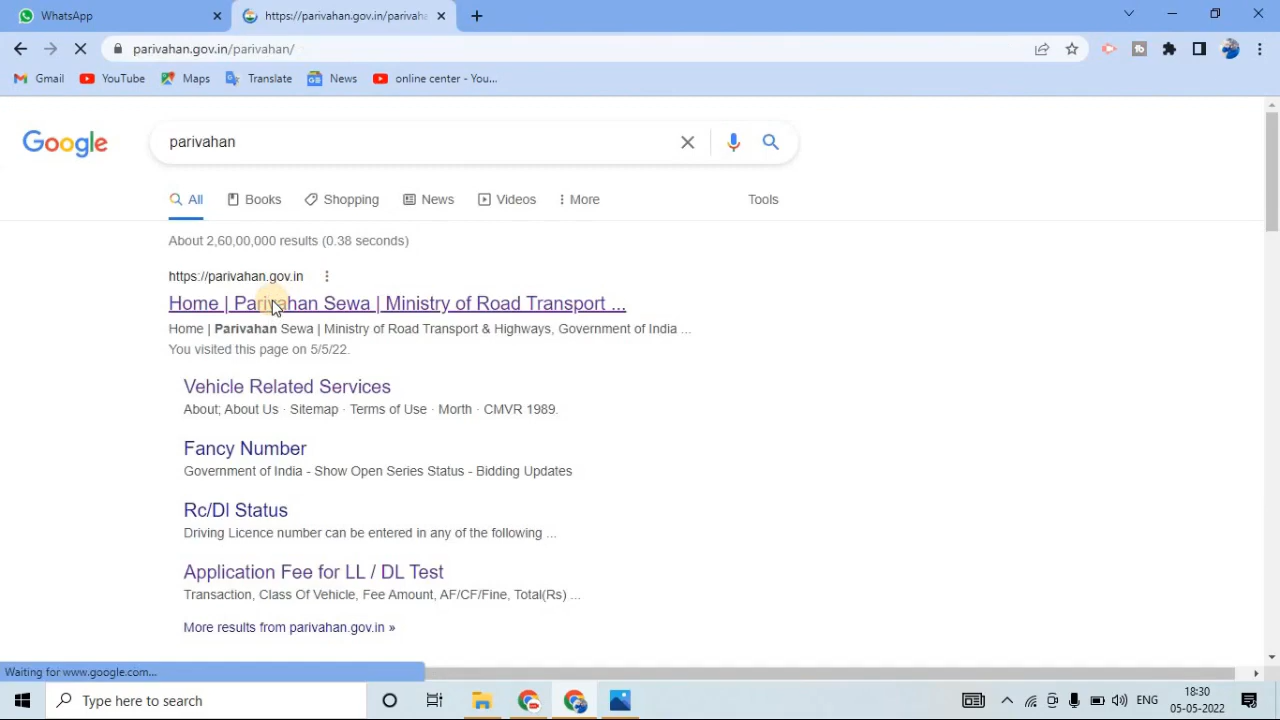 WhatsApp
https://parivahan.gov.in/parivaha
parivahan.gov.in/parivahan/
Gmail YouTube Maps Translate News online center - You...
Google parivahan
All Books Shopping News Videos More Tools
About 2,60,00,000 results (0.38 seconds)
https://parivahan.gov.in
Home | Parivahan Sewa | Ministry of Road Transport ...
Home | Parivahan Sewa | Ministry of Road Transport & Highways, Government of India ...
You visited this page on 5/5/22.
Vehicle Related Services
About; About Us · Sitemap · Terms of Use · Morth · CMVR 1989.
Fancy Number
Government of India - Show Open Series Status - Bidding Updates
Rc/Dl Status
Driving Licence number can be entered in any of the following ...
Application Fee for LL / DL Test
Transaction, Class Of Vehicle, Fee Amount, AF/CF/Fine, Total(Rs) ...
More results from parivahan.gov.in »
Waiting for www.google.com...
Type here to search
ENG
18:30
05-05-2022